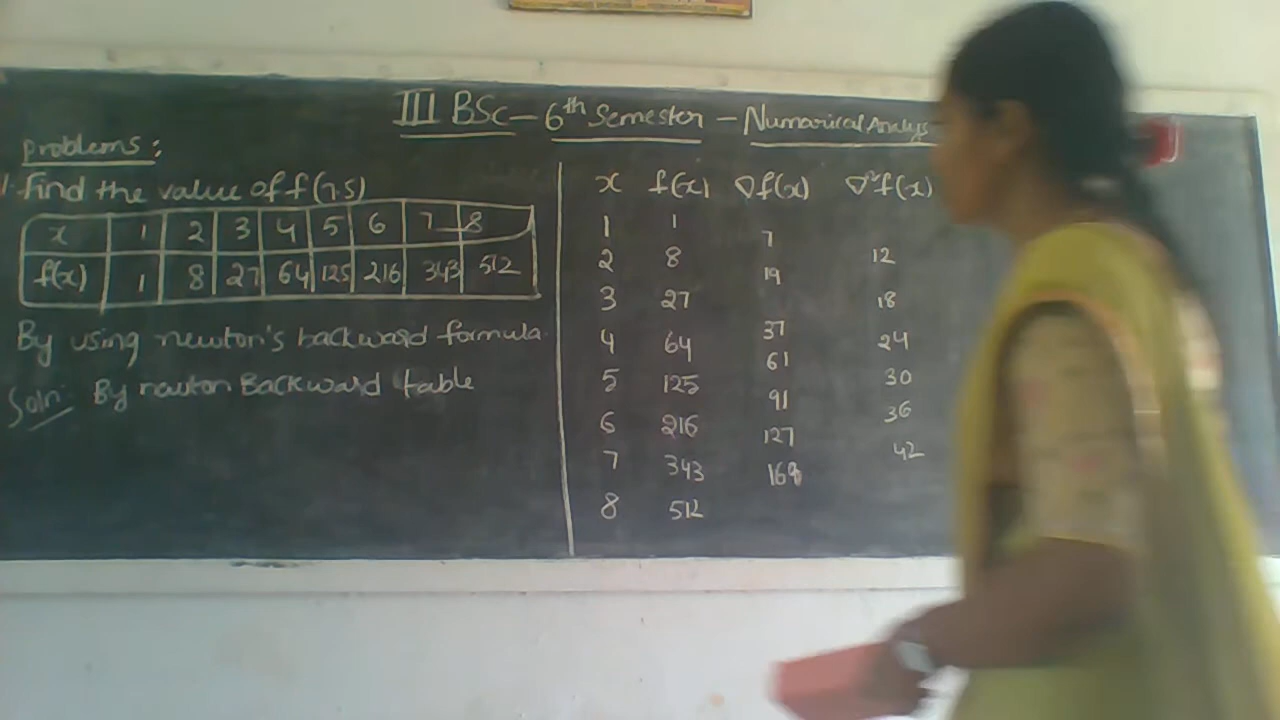 III BSc - 6th Semester - Numarical Analys
Problems:
1. Find the value of f(7.5)
x 1 2 3 4 5 6 7 8
f(x) 1 8 27 64 125 216 343 512
By using newton's backward formula.
Soln: By newton Backward table
x f(x) ∇f(x) ∇²f(x)
1 1
7
2 8 12
19
3 27 18
37
4 64 24
61
5 125 30
91
6 216 36
127
7 343 42
169
8 512